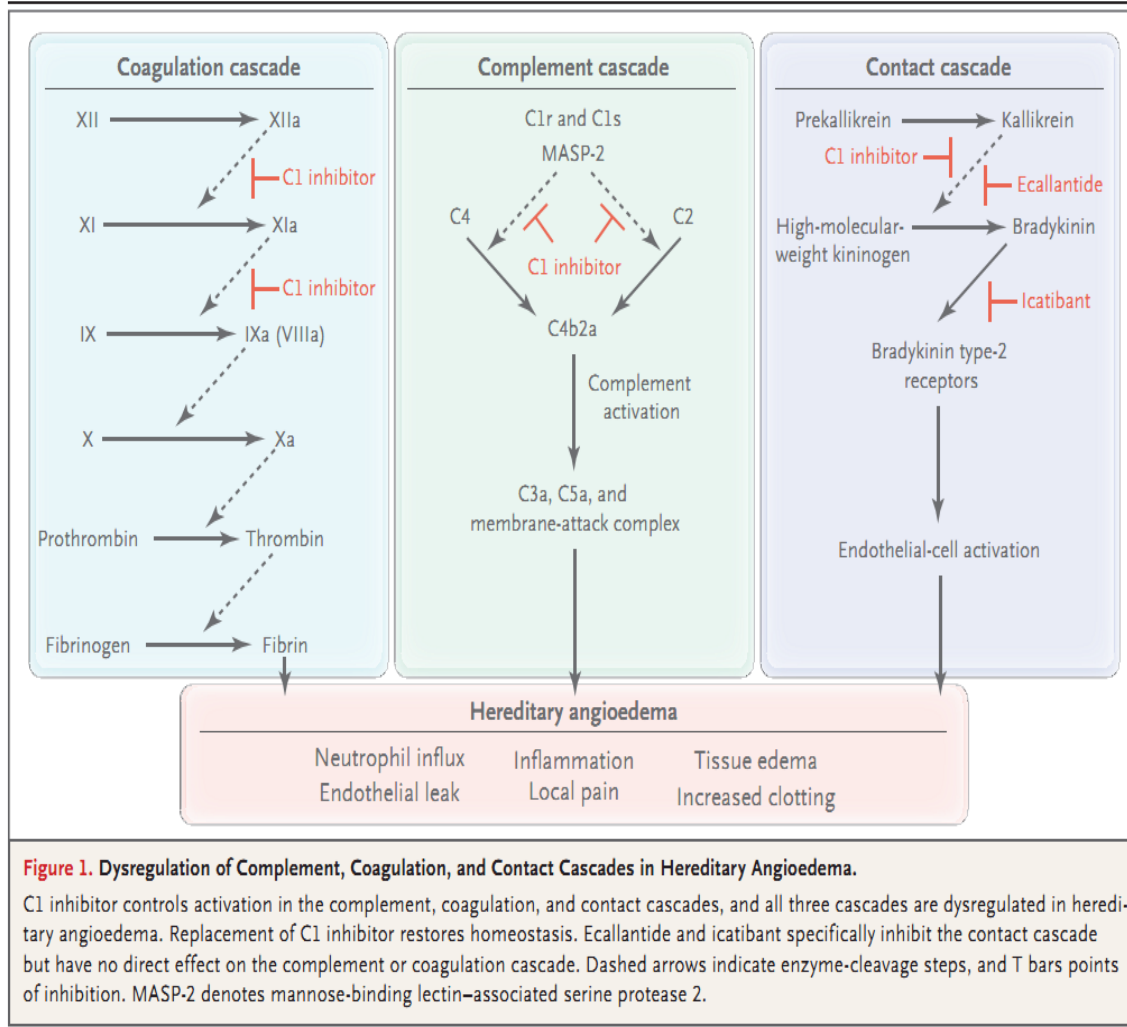 Coagulation cascade
XII
XIIa
C1 inhibitor
XI
XIa
C1 inhibitor
IX
IXa (VIIIa)
X
Xa
Prothrombin
Thrombin
Fibrinogen
Fibrin
Complement cascade
C1r and C1s
MASP-2
C4
C2
C1 inhibitor
C4b2a
Complement
activation
C3a, C5a, and
membrane-attack complex
Contact cascade
Prekallikrein
Kallikrein
C1 inhibitor
Ecallantide
High-molecular-
weight kininogen
Bradykinin
Icatibant
Bradykinin type-2
receptors
Endothelial-cell activation
Hereditary angioedema
Neutrophil influx
Endothelial leak
Inflammation
Local pain
Tissue edema
Increased clotting
Figure 1. Dysregulation of Complement, Coagulation, and Contact Cascades in Hereditary Angioedema.
C1 inhibitor controls activation in the complement, coagulation, and contact cascades, and all three cascades are dysregulated in heredi-
tary angioedema. Replacement of C1 inhibitor restores homeostasis. Ecallantide and icatibant specifically inhibit the contact cascade
but have no direct effect on the complement or coagulation cascade. Dashed arrows indicate enzyme-cleavage steps, and T bars points
of inhibition. MASP-2 denotes mannose-binding lectin–associated serine protease 2.